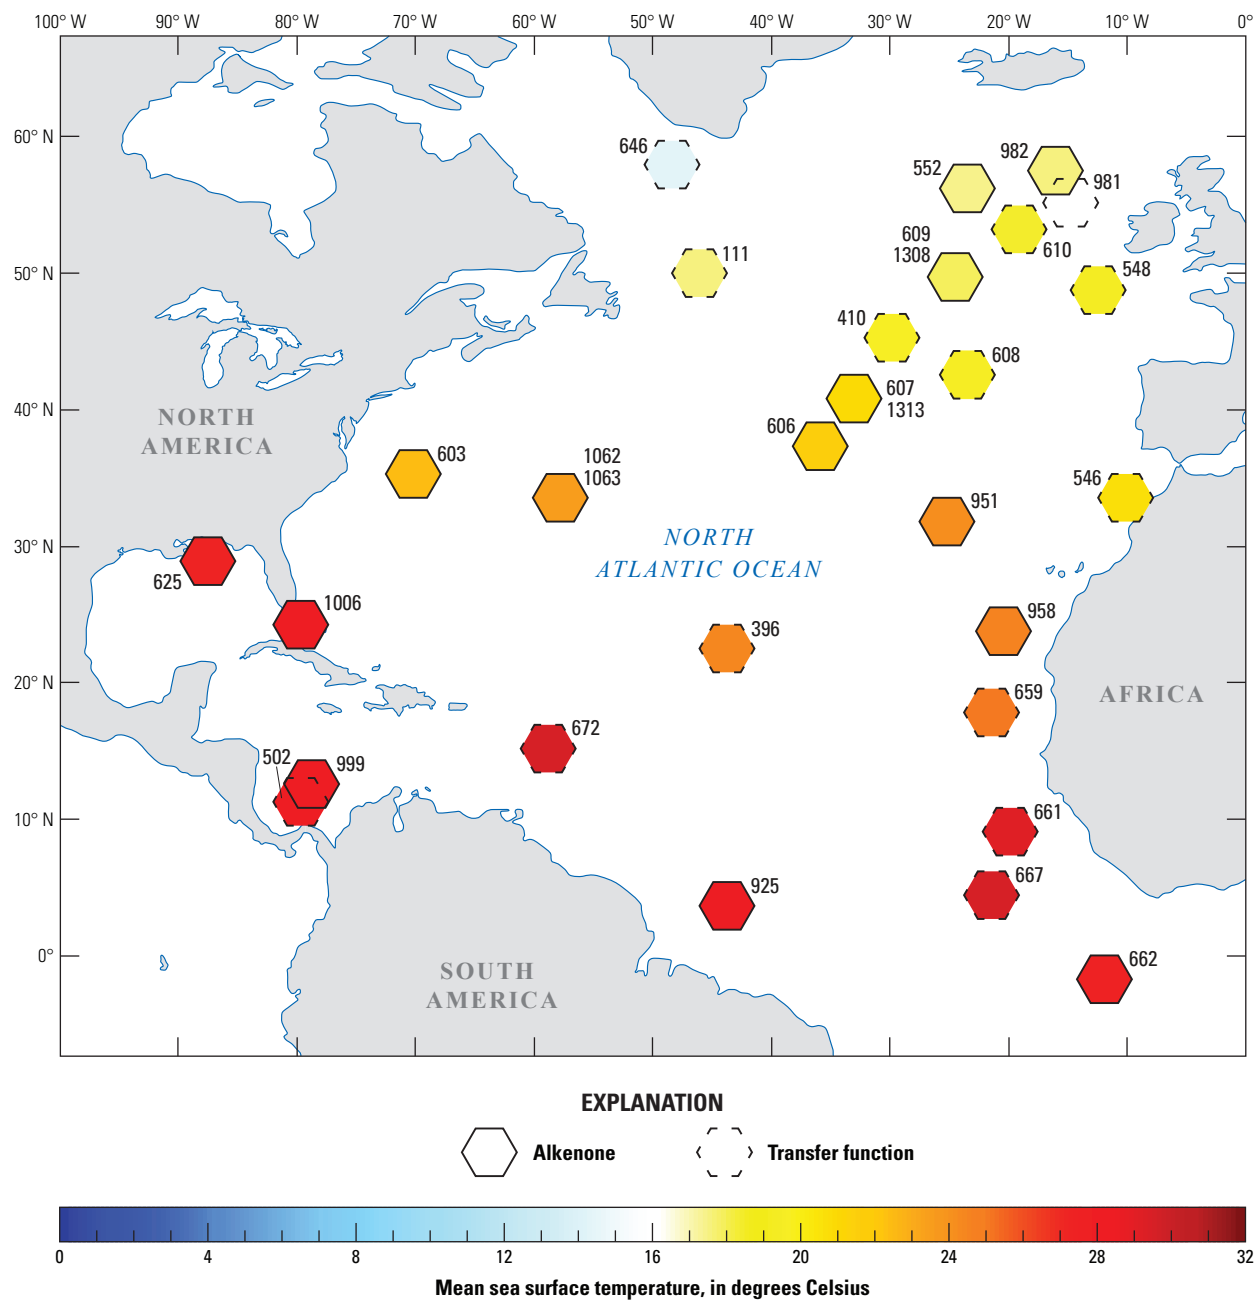 100° W 90° W 80° W 70° W 60° W 50° W 40° W 30° W 20° W 10° W 0°
60° N
50° N
40° N
30° N
20° N
10° N
0°
646
982
552
981
609
1308
610
111
548
410
608
607
1313
606
NORTH
AMERICA
603
1062
1063
546
951
NORTH
ATLANTIC OCEAN
625
1006
396
958
659
AFRICA
672
502
999
661
667
925
662
SOUTH
AMERICA
EXPLANATION
Alkenone
Transfer function
0 4 8 12 16 20 24 28 32
Mean sea surface temperature, in degrees Celsius